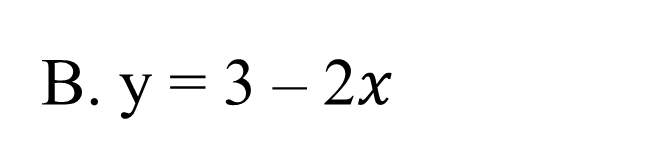 B. y = 3 – 2x